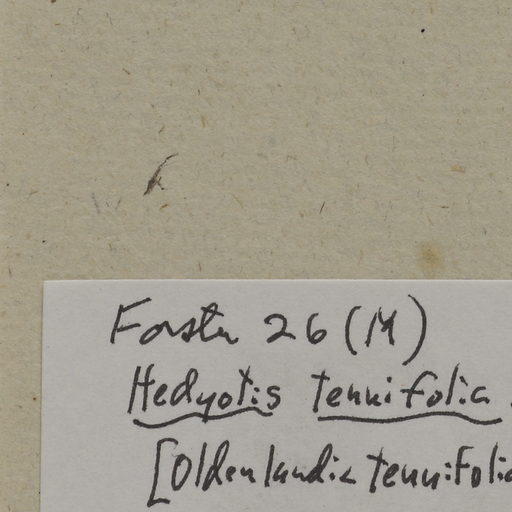 Forster 26 (M)
Hedyotis tenuifolia
[Oldenlandia tenuifolia